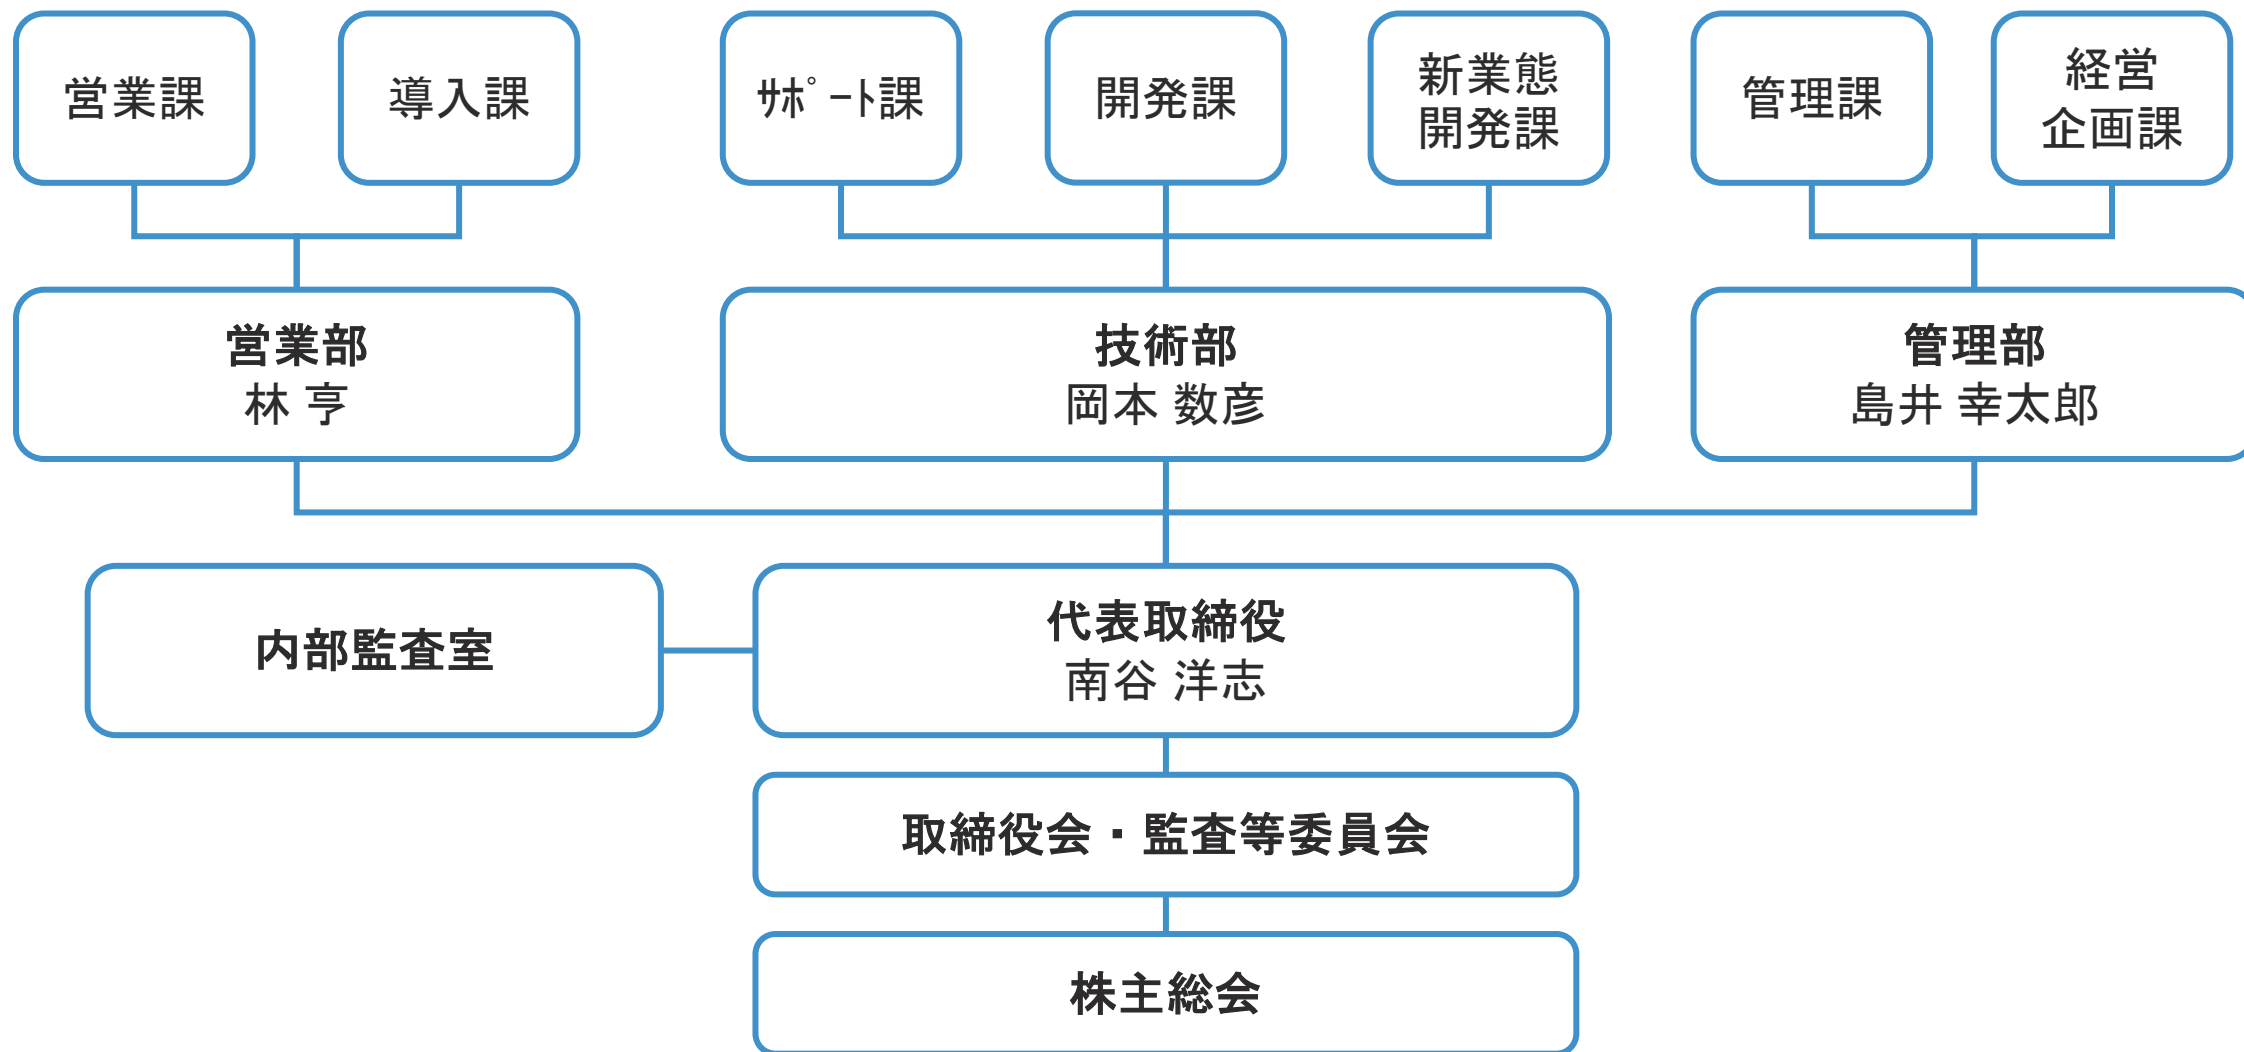 営業課
導入課
ｻﾎﾟｰﾄ課
開発課
新業態
開発課
管理課
経営
企画課
営業部
林 亨
技術部
岡本 数彦
管理部
島井 幸太郎
内部監査室
代表取締役
南谷 洋志
取締役会・監査等委員会
株主総会